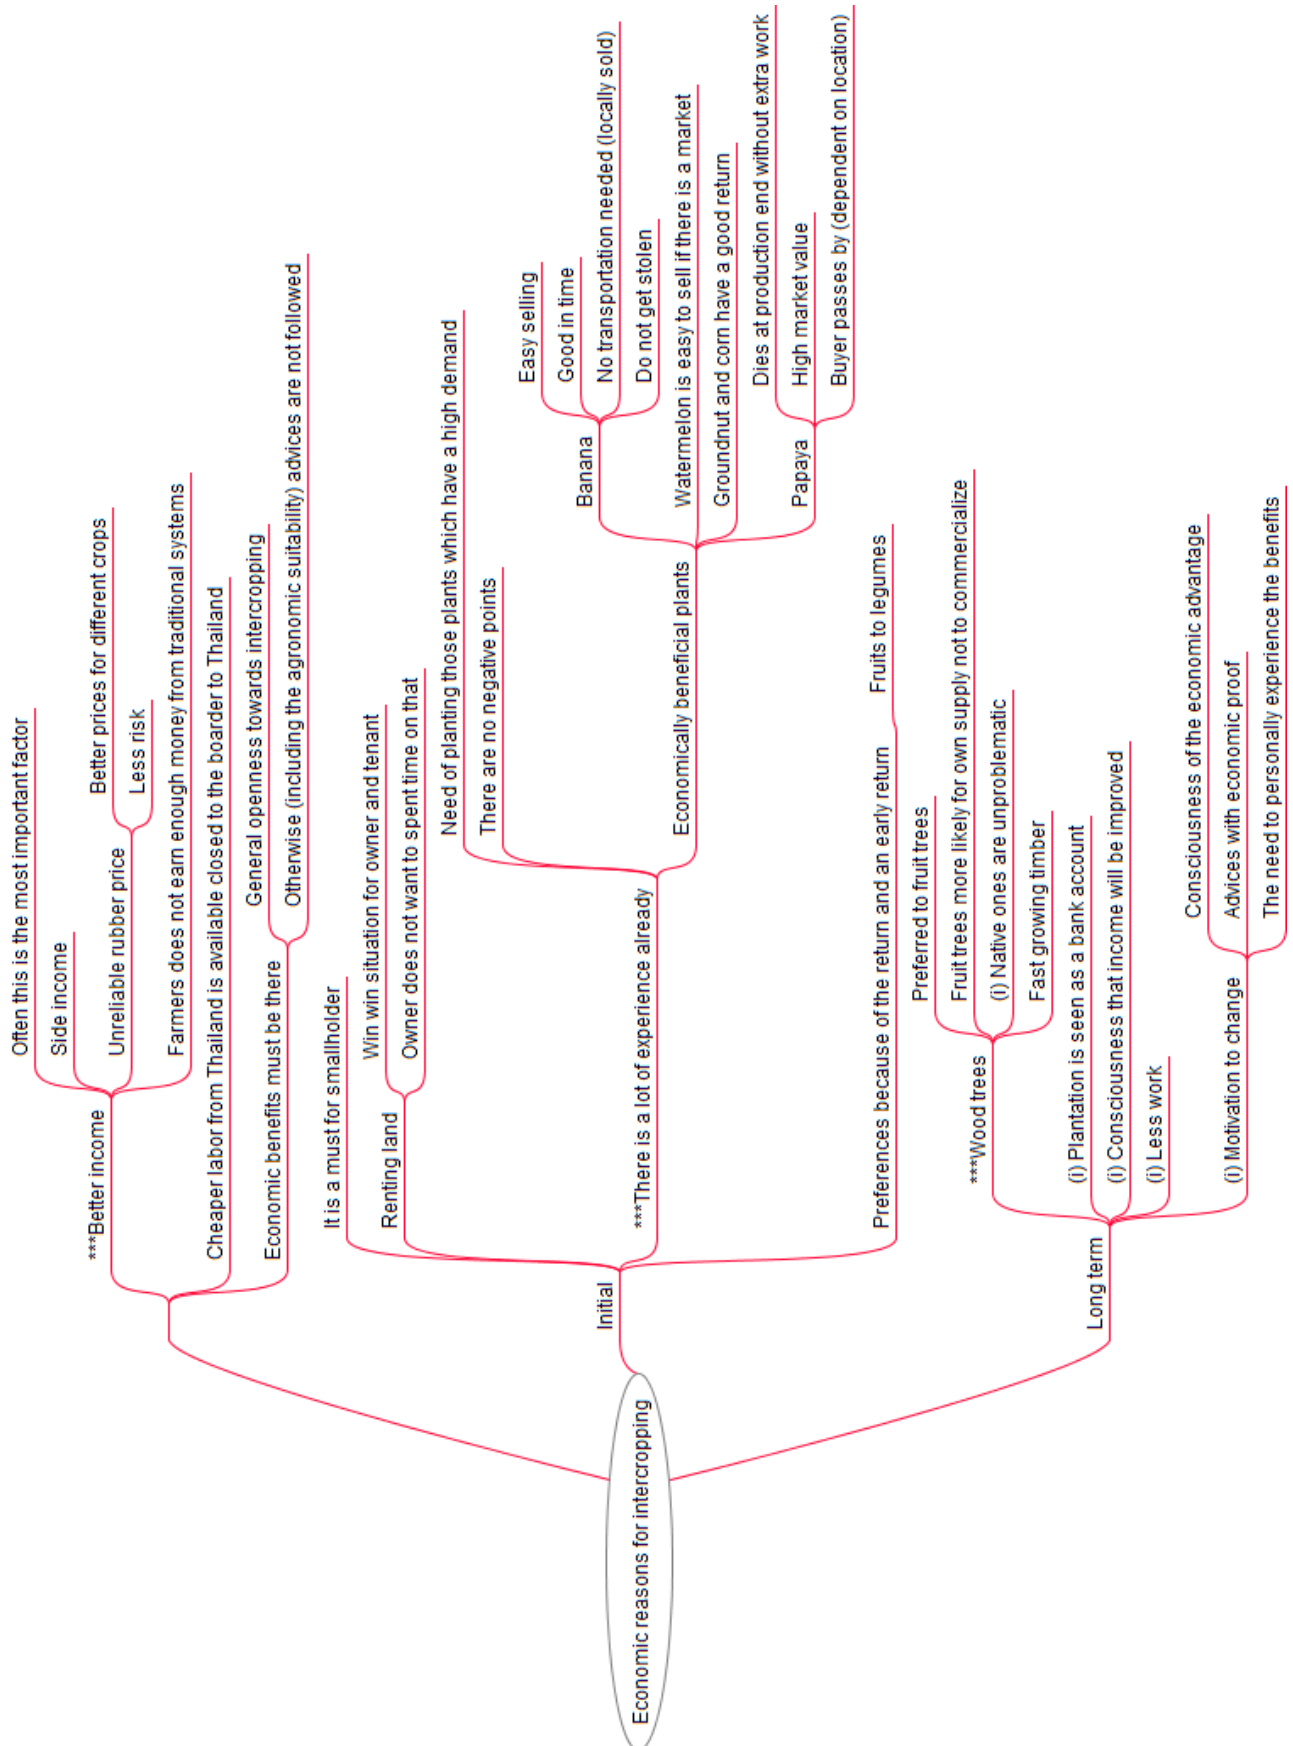 Economic reasons for intercropping
***Better income
Often this is the most important factor
Side income
Unreliable rubber price
Better prices for different crops
Less risk
Farmers does not earn enough money from traditional systems
Cheaper labor from Thailand is available closed to the boarder to Thailand
Economic benefits must be there
General openness towards intercropping
Otherwise (including the agronomic suitability) advices are not followed
Initial
It is a must for smallholder
Renting land
Win win situation for owner and tenant
Owner does not want to spent time on that
***There is a lot of experience already
Need of planting those plants which have a high demand
There are no negative points
Economically beneficial plants
Banana
Easy selling
Good in time
No transportation needed (locally sold)
Do not get stolen
Watermelon is easy to sell if there is a market
Groundnut and corn have a good return
Papaya
Dies at production end without extra work
High market value
Buyer passes by (dependent on location)
Preferences because of the return and an early return
Fruits to legumes
Long term
***Wood trees
Preferred to fruit trees
Fruit trees more likely for own supply not to commercialize
(i) Native ones are unproblematic
Fast growing timber
(i) Plantation is seen as a bank account
(i) Consciousness that income will be improved
(i) Less work
(i) Motivation to change
Consciousness of the economic advantage
Advices with economic proof
The need to personally experience the benefits